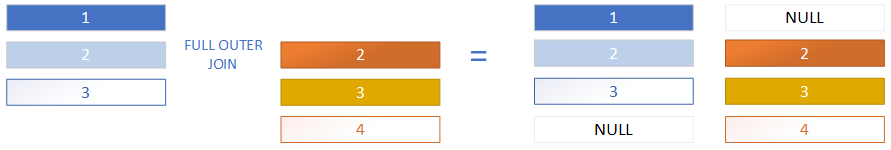 1
2
3
FULL OUTER
JOIN
2
3
4
=
1 NULL
2 2
3 3
NULL 4